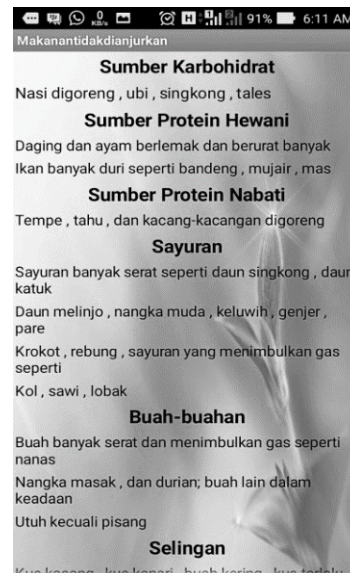 91% 6:11 AM
Makanantidakdianjurkan
Sumber Karbohidrat
Nasi digoreng , ubi , singkong , tales
Sumber Protein Hewani
Daging dan ayam berlemak dan berurat banyak
Ikan banyak duri seperti bandeng , mujair , mas
Sumber Protein Nabati
Tempe , tahu , dan kacang-kacangan digoreng
Sayuran
Sayuran banyak serat seperti daun singkong , daun
katuk
Daun melinjo , nangka muda , keluwih , genjer ,
pare
Krokot , rebung , sayuran yang menimbulkan gas
seperti
Kol , sawi , lobak
Buah-buahan
Buah banyak serat dan menimbulkan gas seperti
nanas
Nangka masak , dan durian; buah lain dalam
keadaan
Utuh kecuali pisang
Selingan